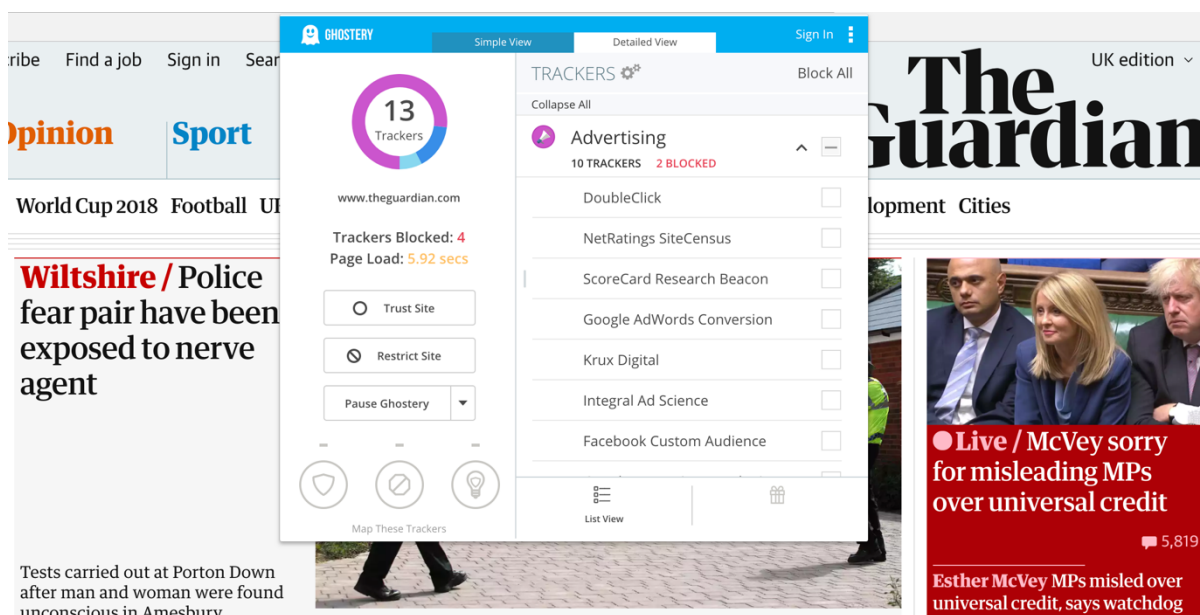 GHOSTERY
Simple View
Detailed View
Sign In
13
Trackers
www.theguardian.com
Trackers Blocked: 4
Page Load: 5.92 secs
Trust Site
Restrict Site
Pause Ghostery
Map These Trackers
TRACKERS
Block All
Collapse All
Advertising
10 TRACKERS 2 BLOCKED
DoubleClick
NetRatings SiteCensus
ScoreCard Research Beacon
Google AdWords Conversion
Krux Digital
Integral Ad Science
Facebook Custom Audience
List View
Find a job
Sign in
Sport
World Cup 2018 Football
Wiltshire / Police
fear pair have been
exposed to nerve
agent
Tests carried out at Porton Down
after man and woman were found
unconscious in Amesbury
UK edition
The
Guardian
Cities
Live / McVey sorry
for misleading MPs
over universal credit
5,819
Esther McVey MPs misled over
universal credit, says watchdog